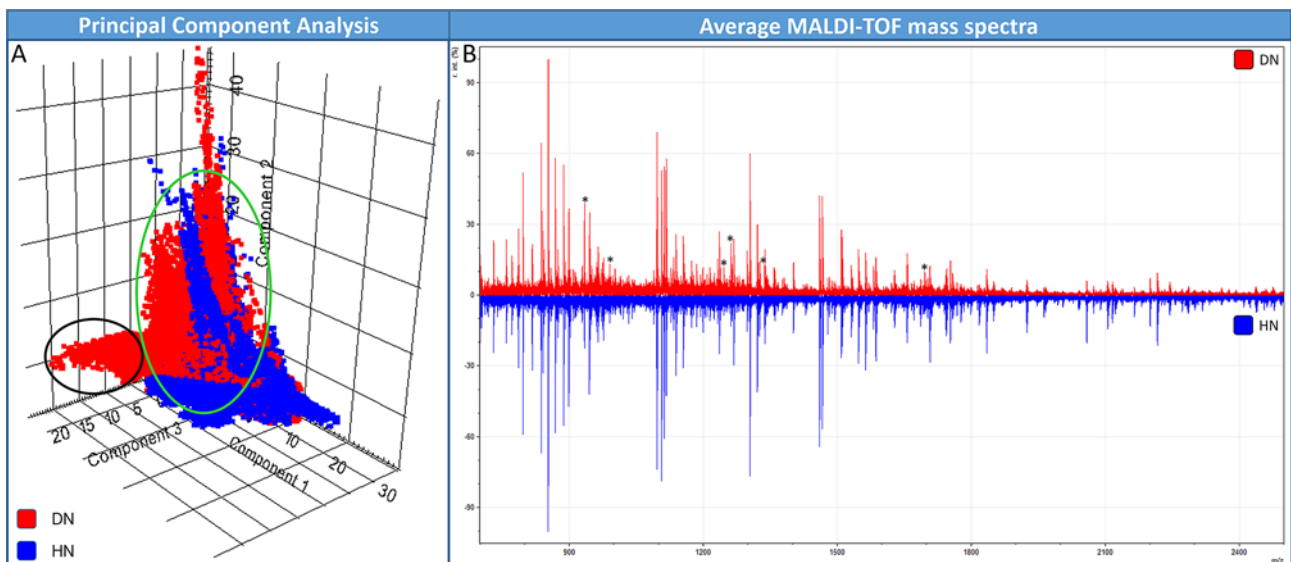 Principal Component Analysis
Average MALDI-TOF mass spectra
A
40
30
20
Component 2
20
15
10
5
Component 3
Component 1
10
20
30
DN
HN
B
r. int. (%)
90
60
30
0
-30
-60
-90
*
*
*
*
*
*
DN
HN
900
1200
1500
1800
2100
2400
m/z